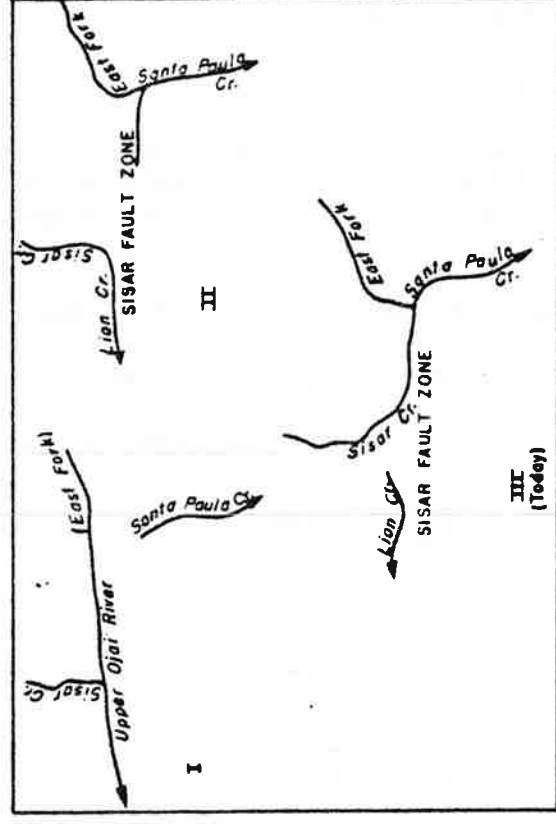 Sisar
Cr.
(East Fork)
Upper Ojai River
Santa Paula Cr.
I
Sisar
Cr.
Lion Cr.
SISAR FAULT ZONE
East Fork
Santa Paula
Cr.
II
Sisar Cr.
Lion Cr.
SISAR FAULT ZONE
East Fork
Santa Paula
Cr.
III
(Today)